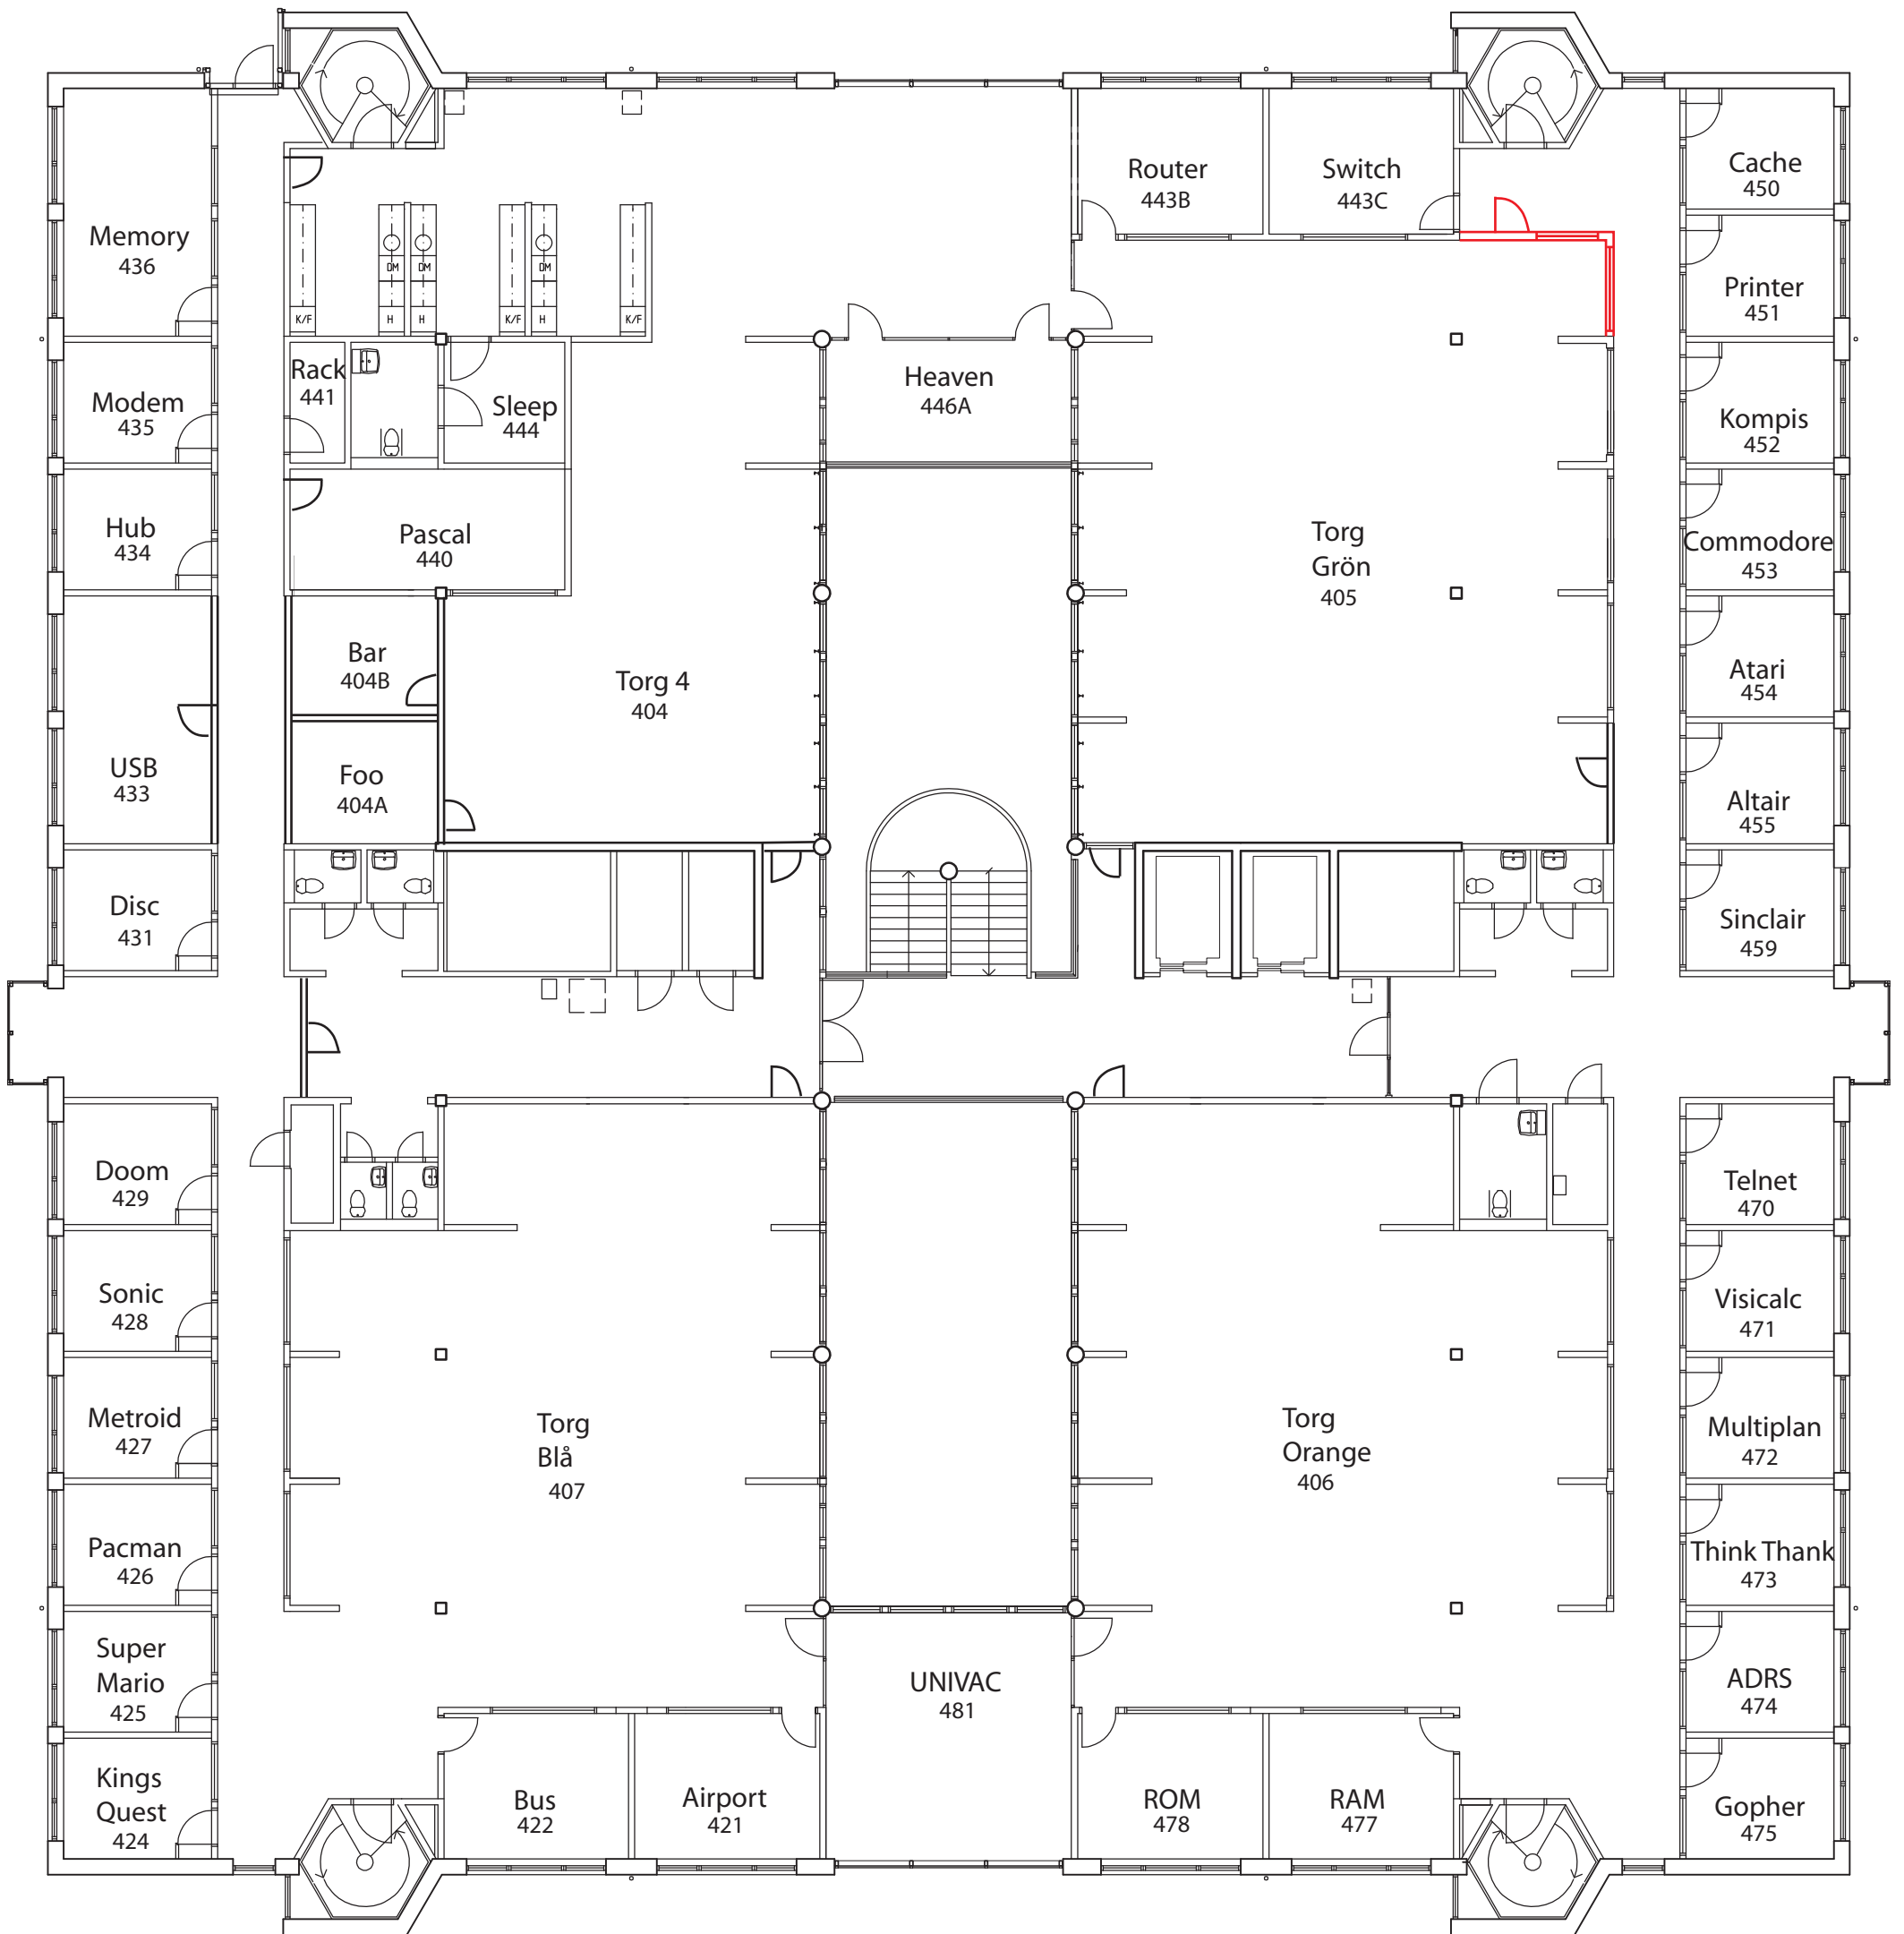 Memory
436
Modem
435
Hub
434
USB
433
Disc
431
Doom
429
Sonic
428
Metroid
427
Pacman
426
Super
Mario
425
Kings
Quest
424
K/F
DM
H
DM
H
K/F
DM
H
K/F
Rack
441
Sleep
444
Pascal
440
Bar
404B
Foo
404A
Torg 4
404
Heaven
446A
Router
443B
Switch
443C
Torg
Grön
405
Torg
Blå
407
Torg
Orange
406
Bus
422
Airport
421
UNIVAC
481
ROM
478
RAM
477
Cache
450
Printer
451
Kompis
452
Commodore
453
Atari
454
Altair
455
Sinclair
459
Telnet
470
Visicalc
471
Multiplan
472
Think Thank
473
ADRS
474
Gopher
475